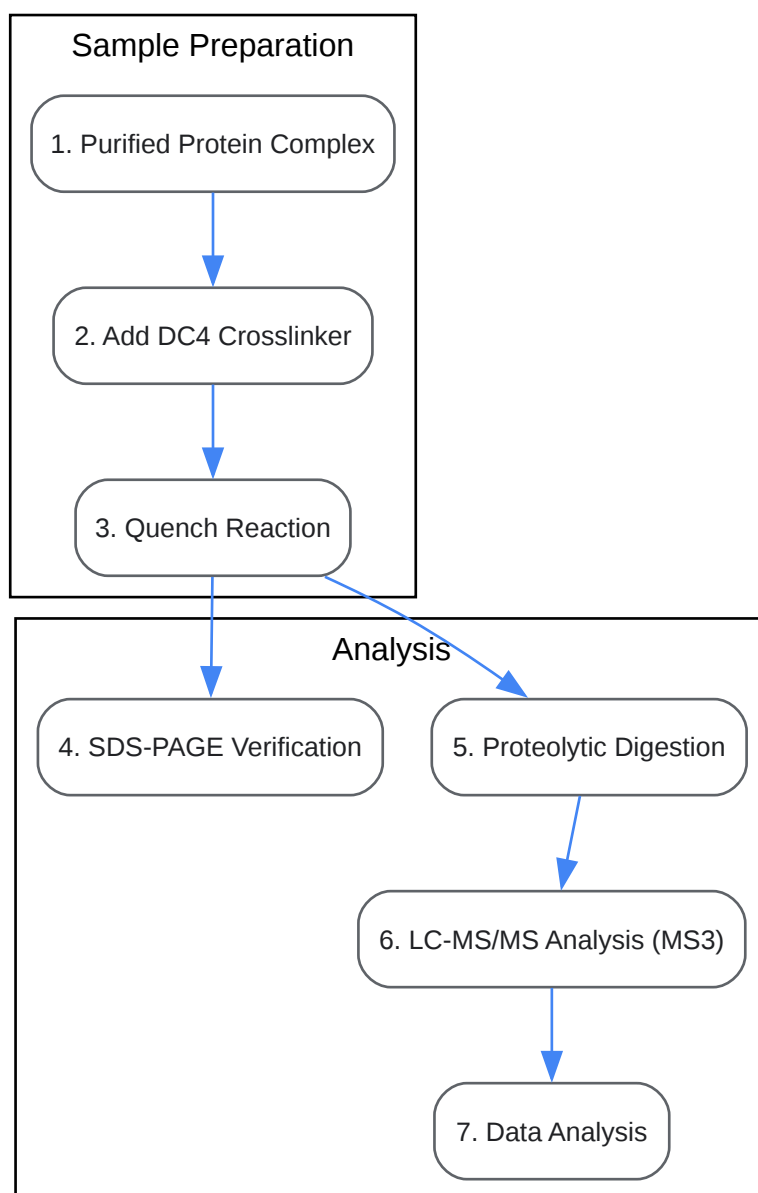 Sample Preparation
1. Purified Protein Complex
2. Add DC4 Crosslinker
3. Quench Reaction
Analysis
4. SDS-PAGE Verification
5. Proteolytic Digestion
6. LC-MS/MS Analysis (MS3)
7. Data Analysis